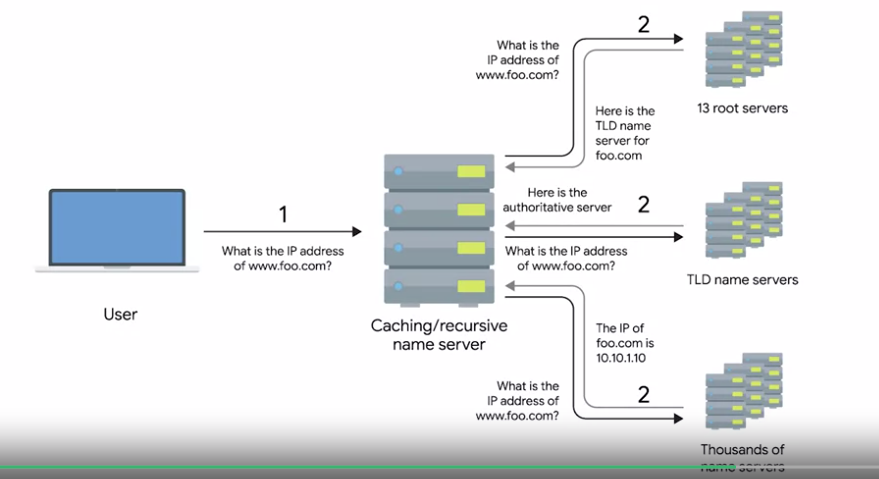 2
What is the
IP address of
www.foo.com?
13 root servers
Here is the
TLD name
server for
foo.com
1
What is the IP address
of www.foo.com?
User
Caching/recursive
name server
Here is the
authoritative server
2
What is the IP address
of www.foo.com?
TLD name servers
The IP of
foo.com is
10.10.1.10
2
What is the
IP address of
www.foo.com?
Thousands of
name servers